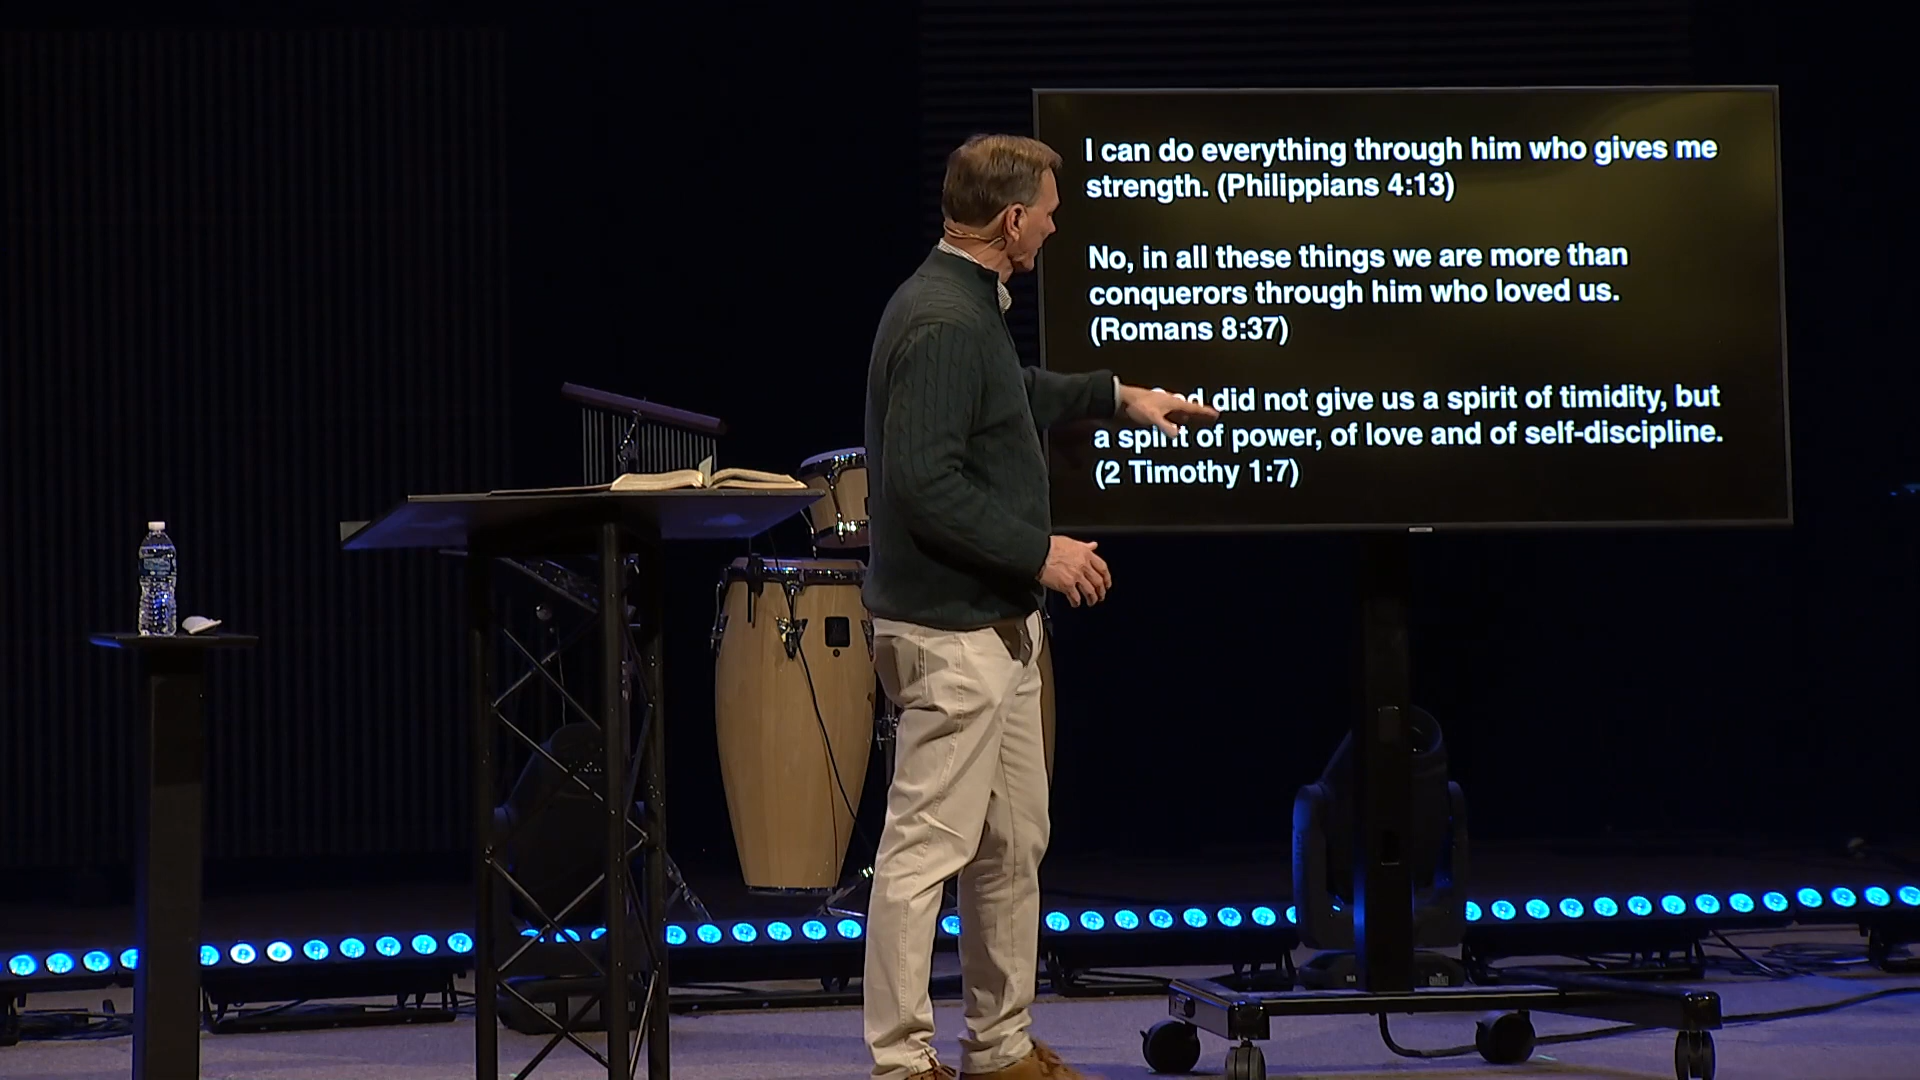 I can do everything through him who gives me
strength. (Philippians 4:13)
No, in all these things we are more than
conquerors through him who loved us.
(Romans 8:37)
did not give us a spirit of timidity, but
a spirit of power, of love and of self-discipline.
(2 Timothy 1:7)